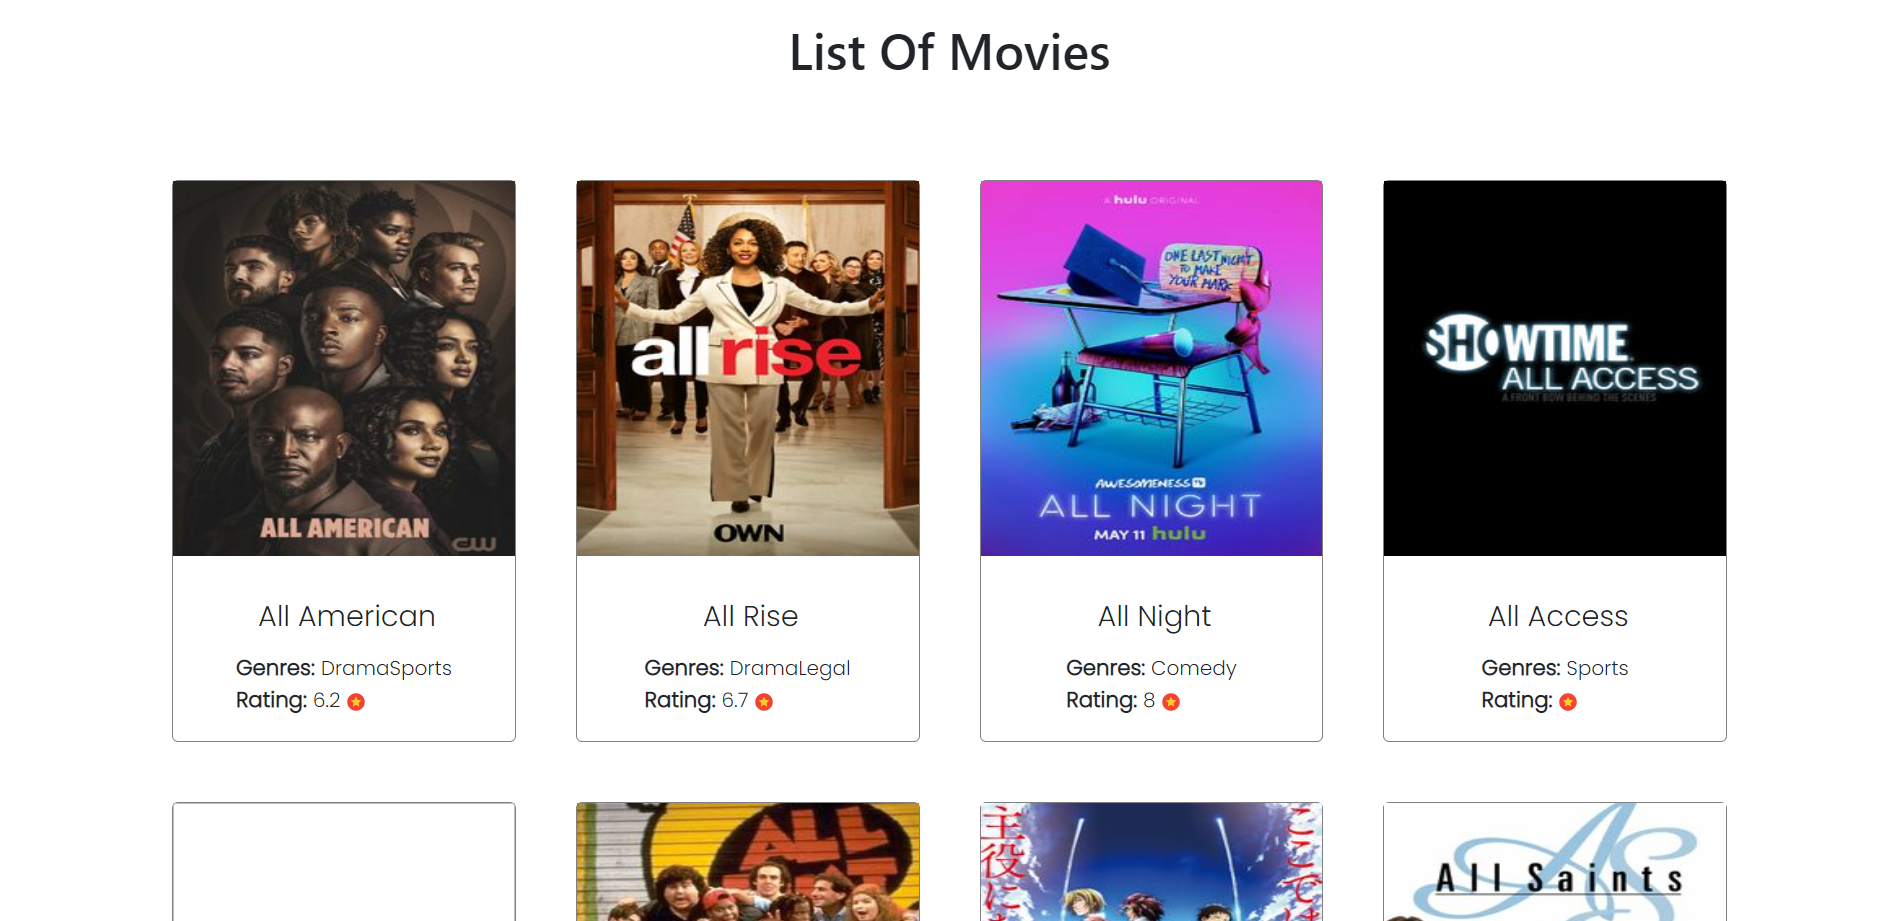 List Of Movies
ALL AMERICAN
CW
all rise
OWN
A hulu ORIGINAL
ONE LAST NIGHT
TO MAKE
YOUR MARK
AWESOMENESS TV
ALL NIGHT
MAY 11 hulu
SHOWTIME
ALL ACCESS
A FRONT ROW BEHIND THE SCENES
All American
Genres: DramaSports
Rating: 6.2
All Rise
Genres: DramaLegal
Rating: 6.7
All Night
Genres: Comedy
Rating: 8
All Access
Genres: Sports
Rating:
ALL
主役に
ここでは
AS
All Saints